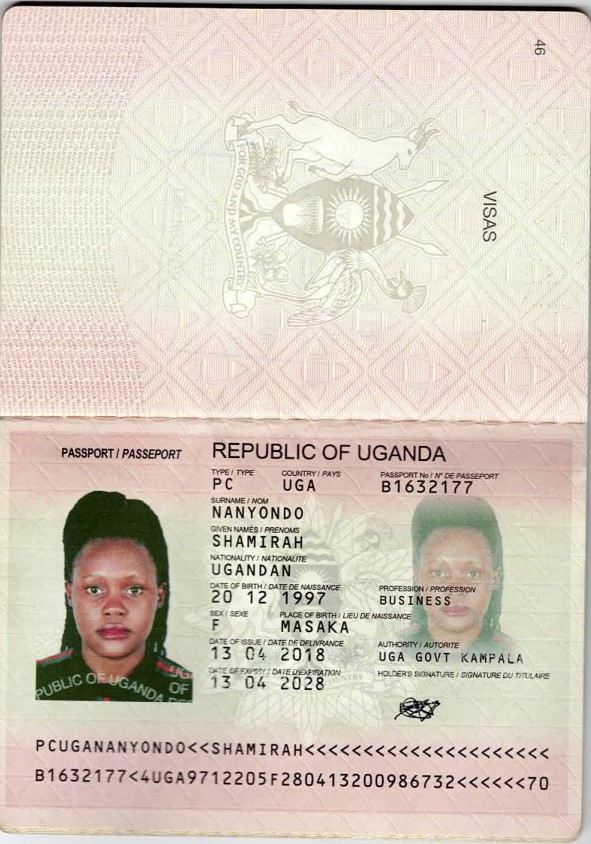 46
VISAS
FOR GOD AND MY COUNTRY
PASSPORT / PASSEPORT
REPUBLIC OF UGANDA
TYPE / TYPE COUNTRY / PAYS PASSPORT No / N° DE PASSEPORT
PC UGA B1632177
SURNAME / NOM
NANYONDO
GIVEN NAMES / PRENOMS
SHAMIRAH
NATIONALITY / NATIONALITE
UGANDAN
DATE OF BIRTH / DATE DE NAISSANCE PROFESSION / PROFESSION
20 12 1997 BUSINESS
SEX / SEXE PLACE OF BIRTH / LIEU DE NAISSANCE
F MASAKA
DATE OF ISSUE / DATE DE DELIVRANCE AUTHORITY / AUTORITE
13 04 2018 UGA GOVT KAMPALA
DATE OF EXPIRY / DATE D'EXPIRATION HOLDER'S SIGNATURE / SIGNATURE DU TITULAIRE
13 04 2028
PUBLIC OF UGANDA
OF
PCUGANANYONDO<<SHAMIRAH<<<<<<<<<<<<<<<<<<<<<
B1632177<4UGA9712205F280413200986732<<<<<<70